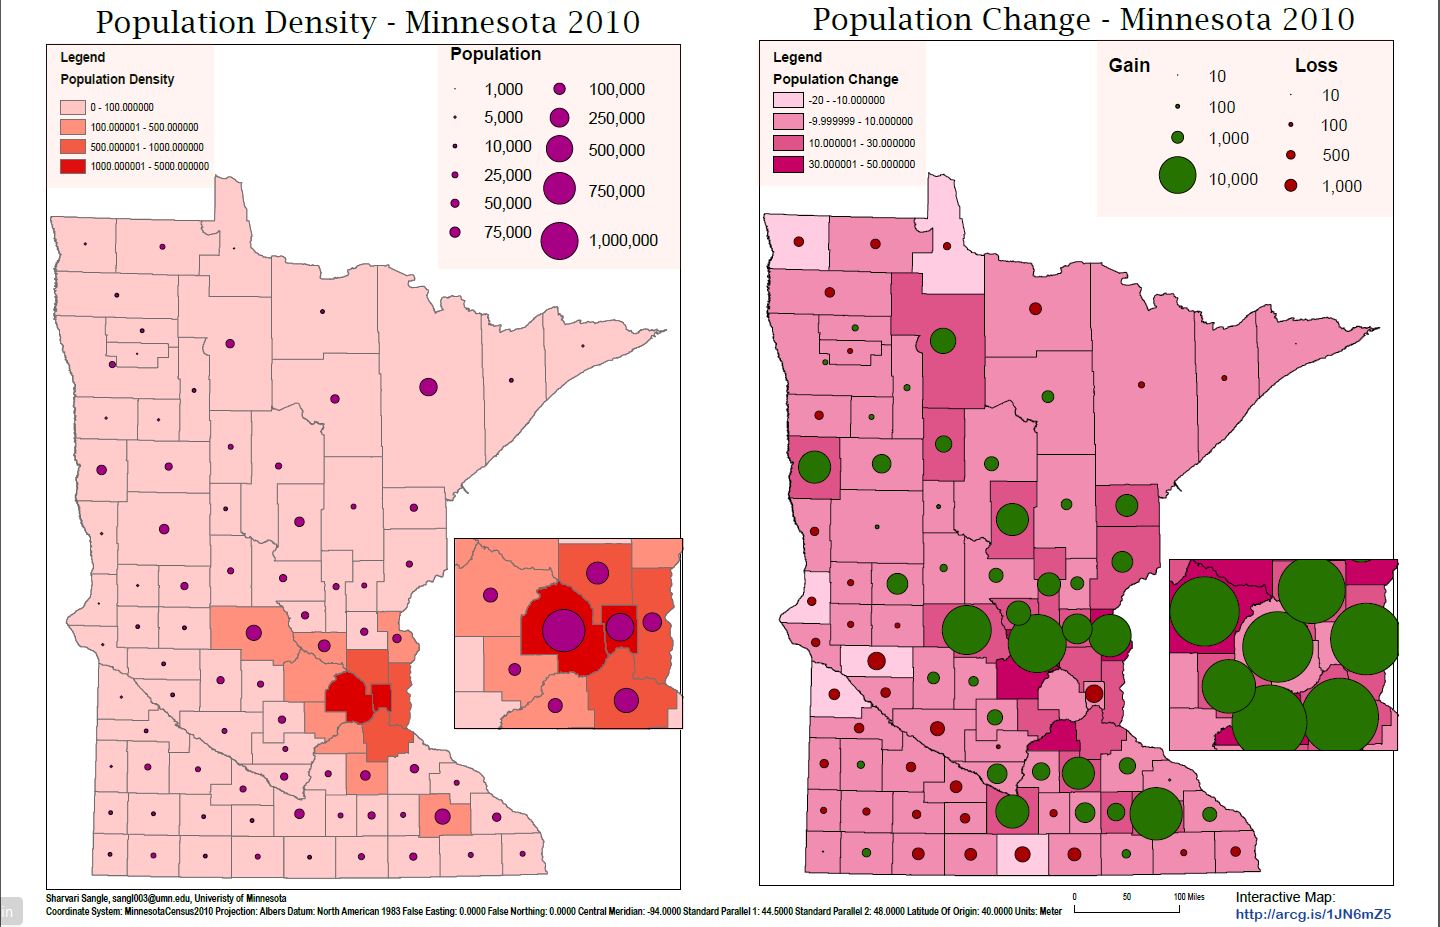 Population Density - Minnesota 2010
Legend
Population Density
0 - 100.000000
100.000001 - 500.000000
500.000001 - 1000.000000
1000.000001 - 5000.000000
Population
1,000
5,000
10,000
25,000
50,000
75,000
100,000
250,000
500,000
750,000
1,000,000
Population Change - Minnesota 2010
Legend
Population Change
-20 - -10.000000
-9.999999 - 10.000000
10.000001 - 30.000000
30.000001 - 50.000000
Gain
10
100
1,000
10,000
Loss
10
100
500
1,000
Sharvari Sangle, sangl003@umn.edu, Univeristy of Minnesota
Coordinate System: MinnesotaCensus2010 Projection: Albers Datum: North American 1983 False Easting: 0.0000 False Northing: 0.0000 Central Meridian: -94.0000 Standard Parallel 1: 44.5000 Standard Parallel 2: 48.0000 Latitude Of Origin: 40.0000 Units: Meter
0 50 100 Miles
Interactive Map:
http://arcg.is/1JN6mZ5
in